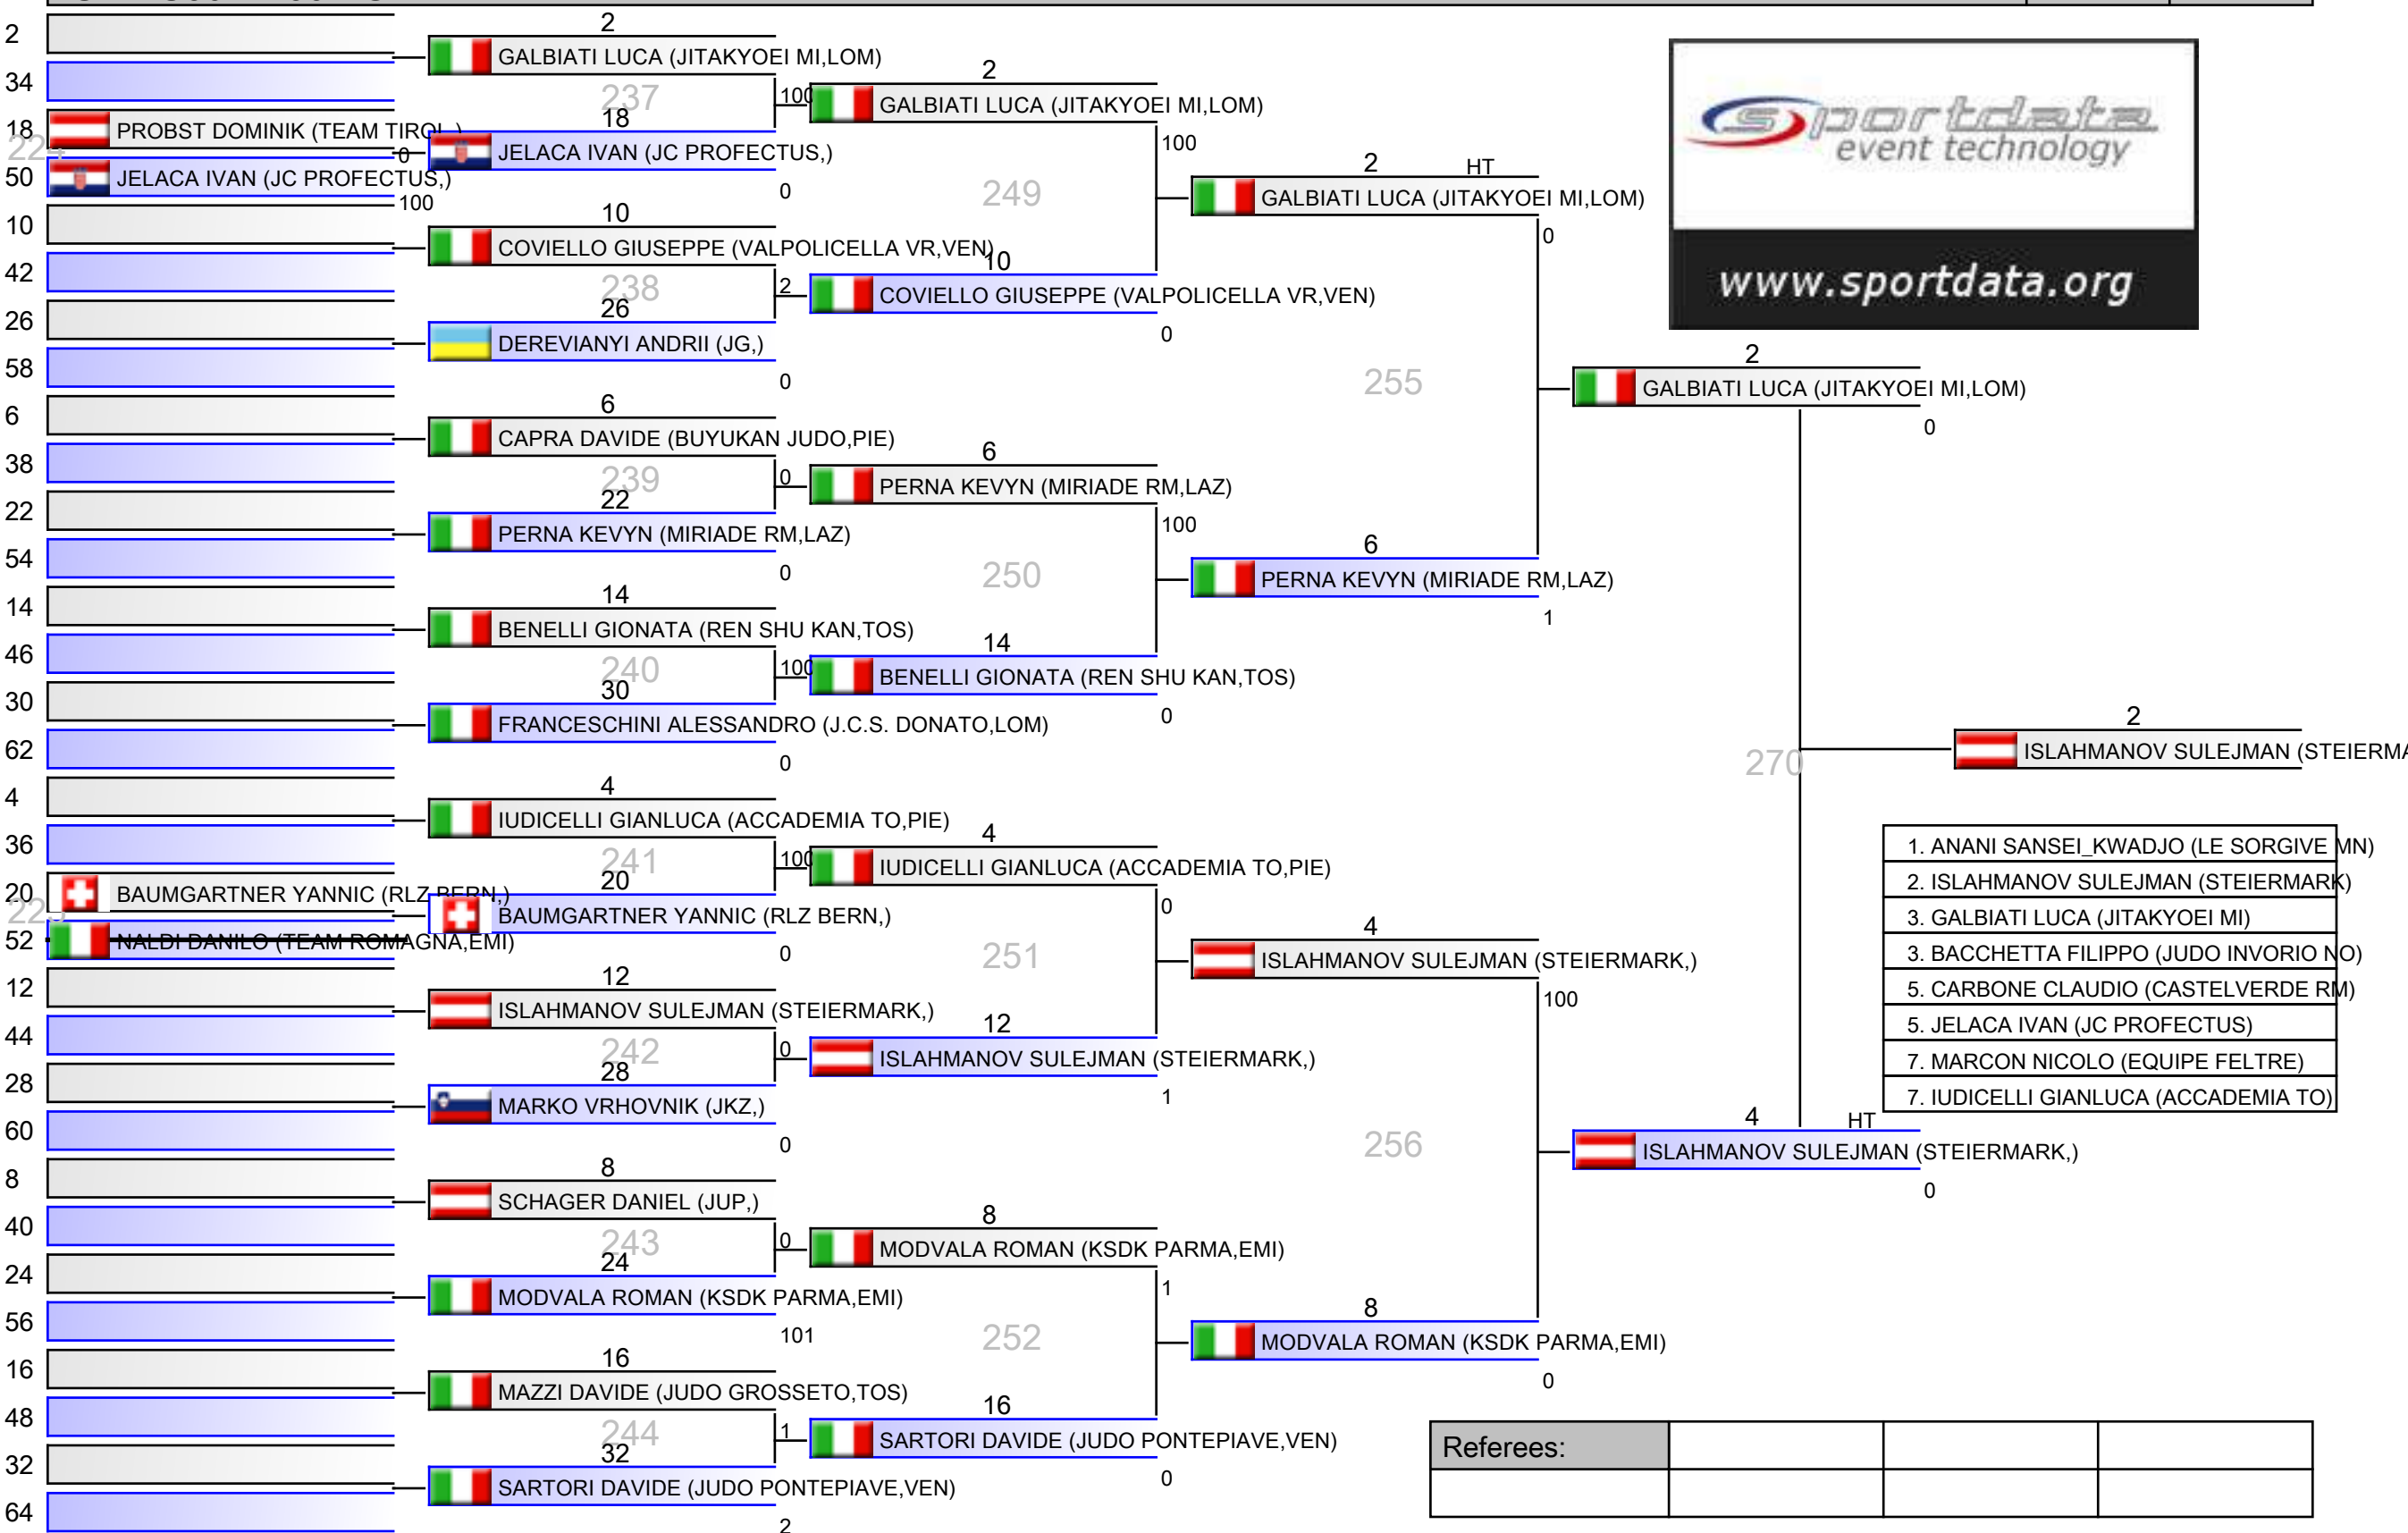 2
34
18
224
50
10
42
26
58
6
38
22
54
14
46
30
62
4
36
20
52
12
44
28
60
8
40
24
56
16
48
32
64
PROBST DOMINIK (TEAM TIROL,)
0
JELACA IVAN (JC PROFECTUS,)
100
BAUMGARTNER YANNIC (RLZ BERN,)
NALDI DANILO (TEAM ROMAGNA,EMI)
2
GALBIATI LUCA (JITAKYOEI MI,LOM)
237
100
18
JELACA IVAN (JC PROFECTUS,)
0
10
COVIELLO GIUSEPPE (VALPOLICELLA VR,VEN)
238
2
26
DEREVIANYI ANDRII (JG,)
0
6
CAPRA DAVIDE (BUYUKAN JUDO,PIE)
239
0
22
PERNA KEVYN (MIRIADE RM,LAZ)
0
14
BENELLI GIONATA (REN SHU KAN,TOS)
240
100
30
FRANCESCHINI ALESSANDRO (J.C.S. DONATO,LOM)
0
4
IUDICELLI GIANLUCA (ACCADEMIA TO,PIE)
241
100
20
BAUMGARTNER YANNIC (RLZ BERN,)
0
12
ISLAHMANOV SULEJMAN (STEIERMARK,)
242
0
28
MARKO VRHOVNIK (JKZ,)
0
8
SCHAGER DANIEL (JUP,)
243
0
24
MODVALA ROMAN (KSDK PARMA,EMI)
101
16
MAZZI DAVIDE (JUDO GROSSETO,TOS)
244
1
32
SARTORI DAVIDE (JUDO PONTEPIAVE,VEN)
2
2
GALBIATI LUCA (JITAKYOEI MI,LOM)
100
249
10
COVIELLO GIUSEPPE (VALPOLICELLA VR,VEN)
0
6
PERNA KEVYN (MIRIADE RM,LAZ)
100
250
14
BENELLI GIONATA (REN SHU KAN,TOS)
0
4
IUDICELLI GIANLUCA (ACCADEMIA TO,PIE)
0
251
12
ISLAHMANOV SULEJMAN (STEIERMARK,)
1
8
MODVALA ROMAN (KSDK PARMA,EMI)
1
252
16
SARTORI DAVIDE (JUDO PONTEPIAVE,VEN)
0
2 HT
GALBIATI LUCA (JITAKYOEI MI,LOM)
0
255
6
PERNA KEVYN (MIRIADE RM,LAZ)
1
4
ISLAHMANOV SULEJMAN (STEIERMARK,)
100
256
8
MODVALA ROMAN (KSDK PARMA,EMI)
0
sportdata
event technology
www.sportdata.org
2
GALBIATI LUCA (JITAKYOEI MI,LOM)
0
270
4 HT
ISLAHMANOV SULEJMAN (STEIERMARK,)
0
2
ISLAHMANOV SULEJMAN (STEIERMA
1. ANANI SANSEI_KWADJO (LE SORGIVE MN)
2. ISLAHMANOV SULEJMAN (STEIERMARK)
3. GALBIATI LUCA (JITAKYOEI MI)
3. BACCHETTA FILIPPO (JUDO INVORIO NO)
5. CARBONE CLAUDIO (CASTELVERDE RM)
5. JELACA IVAN (JC PROFECTUS)
7. MARCON NICOLO (EQUIPE FELTRE)
7. IUDICELLI GIANLUCA (ACCADEMIA TO)
Referees: